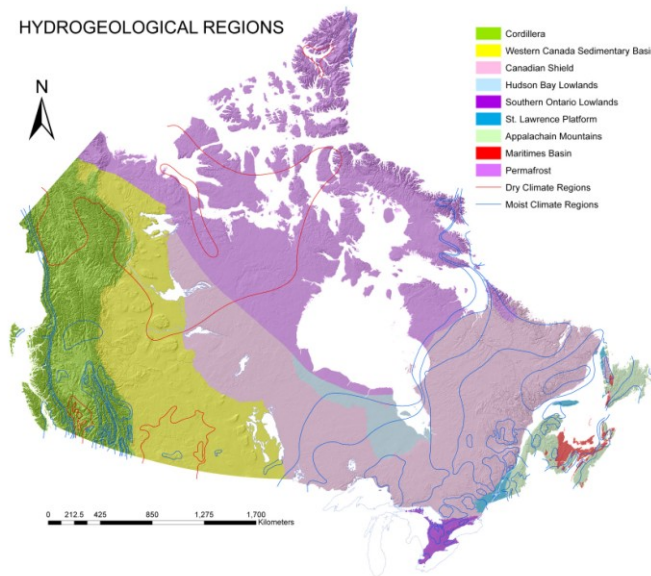 HYDROGEOLOGICAL REGIONS
Cordillera
Western Canada Sedimentary Basi
Canadian Shield
Hudson Bay Lowlands
Southern Ontario Lowlands
St. Lawrence Platform
Appalachain Mountains
Maritimes Basin
Permafrost
Dry Climate Regions
Moist Climate Regions
N
0 212.5 425 850 1,275 1,700
Kilometers